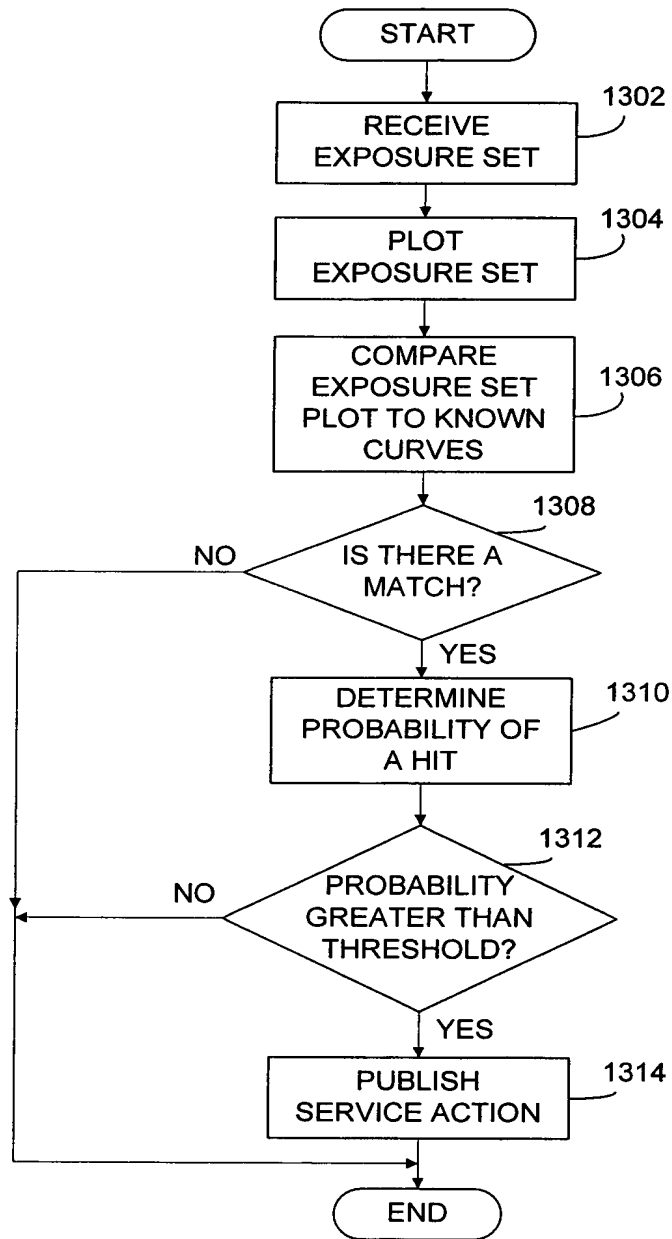 START
1302
RECEIVE
EXPOSURE SET
1304
PLOT
EXPOSURE SET
1306
COMPARE
EXPOSURE SET
PLOT TO KNOWN
CURVES
1308
NO
IS THERE A
MATCH?
YES
1310
DETERMINE
PROBABILITY OF
A HIT
1312
NO
PROBABILITY
GREATER THAN
THRESHOLD?
YES
1314
PUBLISH
SERVICE ACTION
END